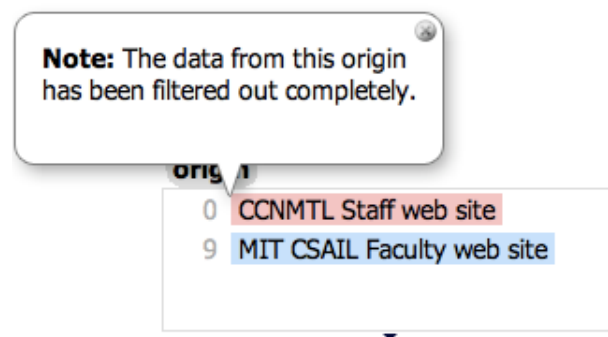 Note: The data from this origin
has been filtered out completely.
origin
0 CCNMTL Staff web site
9 MIT CSAIL Faculty web site